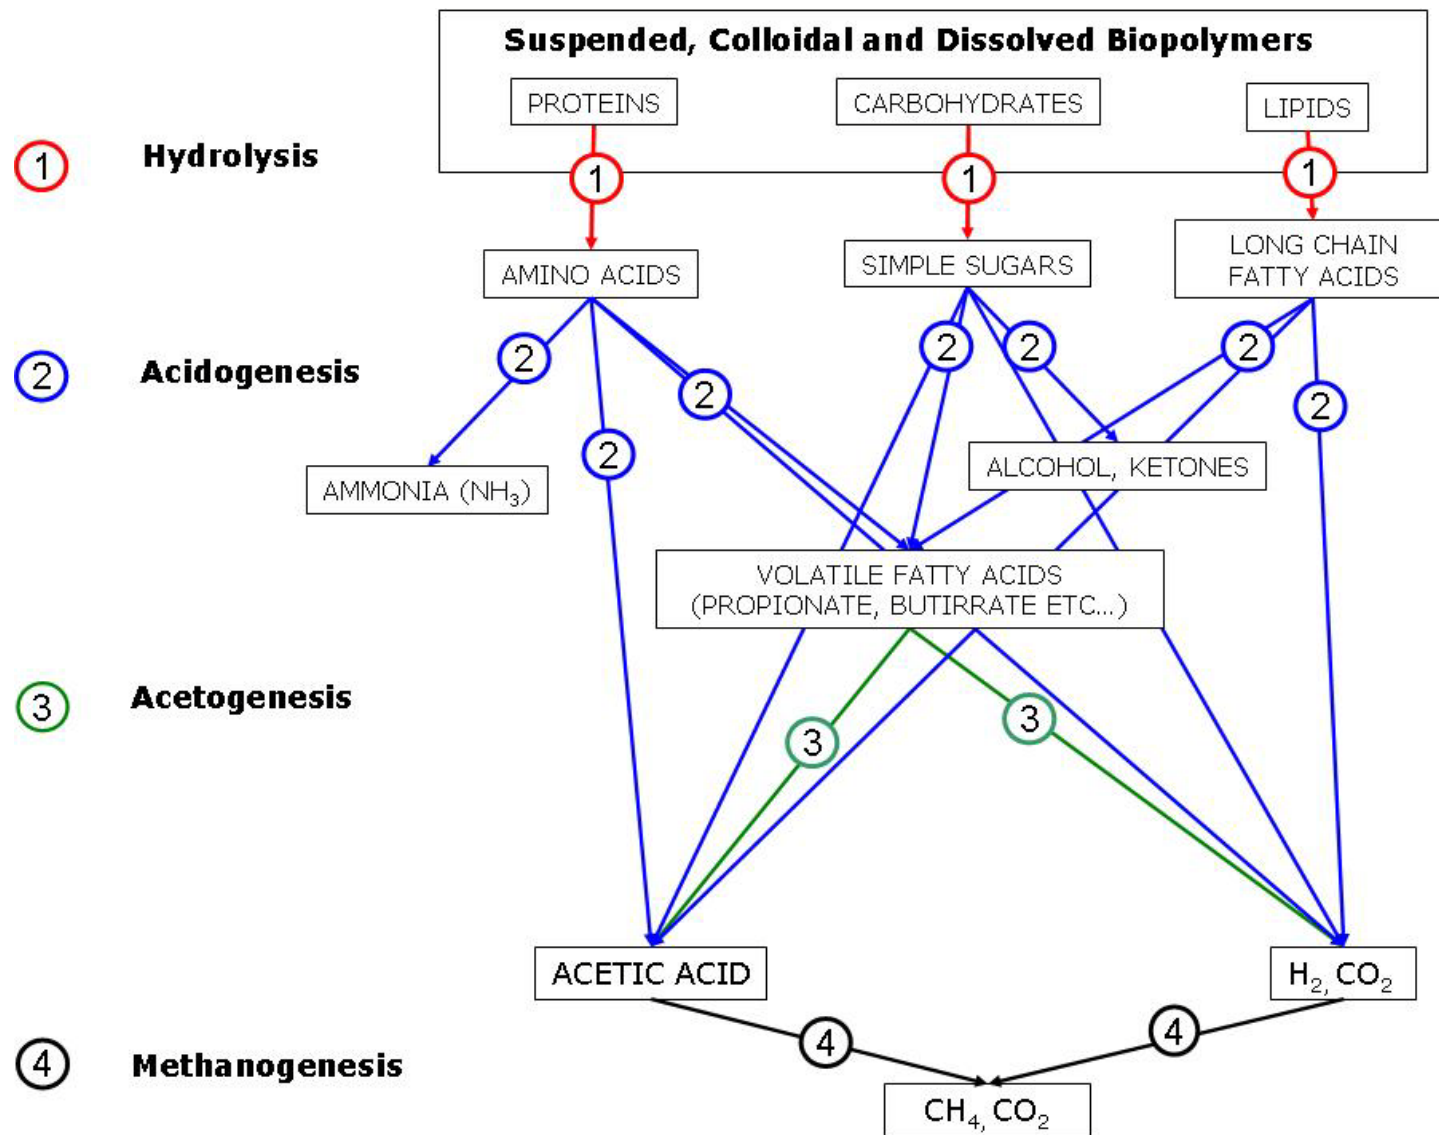 Suspended, Colloidal and Dissolved Biopolymers
PROTEINS
CARBOHYDRATES
LIPIDS
1
Hydrolysis
1
1
1
AMINO ACIDS
SIMPLE SUGARS
LONG CHAIN
FATTY ACIDS
2
Acidogenesis
2
2
2
2
2
2
2
AMMONIA (NH₃)
ALCOHOL, KETONES
VOLATILE FATTY ACIDS
(PROPIONATE, BUTIRRATE ETC...)
3
Acetogenesis
3
3
ACETIC ACID
H₂, CO₂
4
Methanogenesis
4
4
CH₄, CO₂